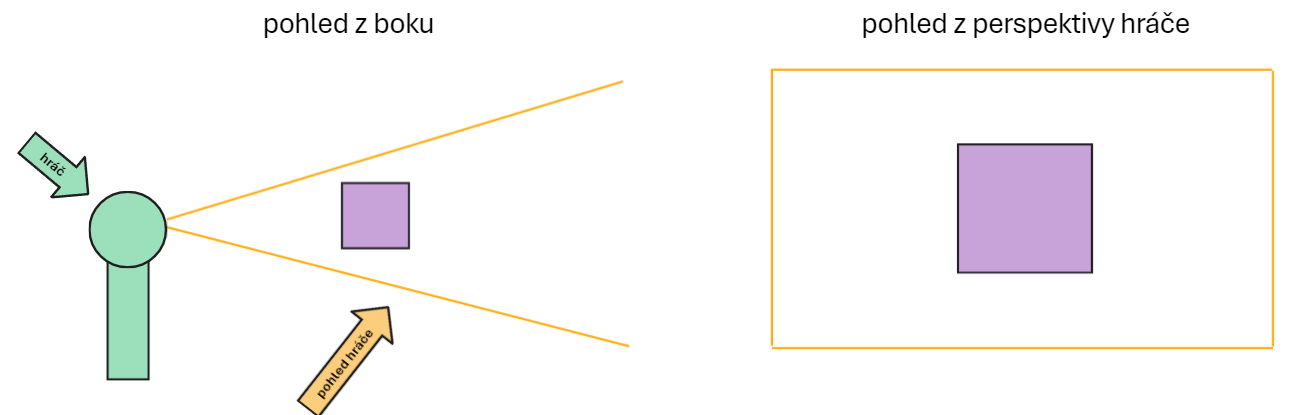 pohled z boku
pohled z perspektivy hráče
hráč
pohled hráče